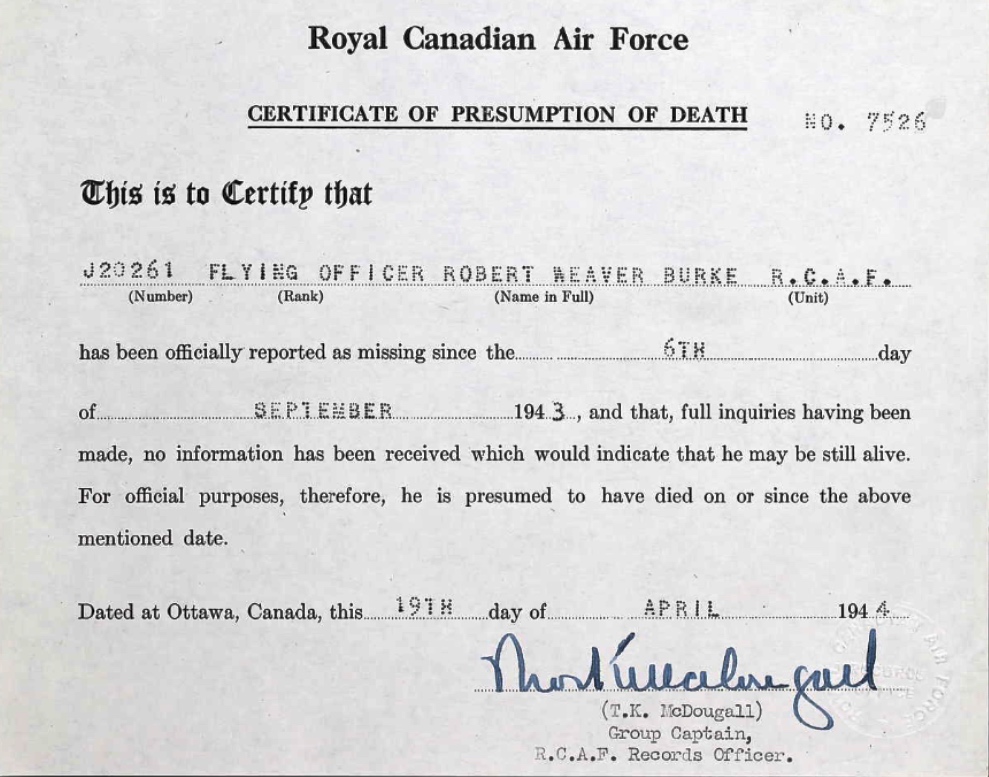 Royal Canadian Air Force
CERTIFICATE OF PRESUMPTION OF DEATH NO. 7526
This is to Certify that
J20261 FLYING OFFICER ROBERT WEAVER BURKE R.C.A.F.
(Number) (Rank) (Name in Full) (Unit)
has been officially reported as missing since the 6TH day
of SEPTEMBER 1943, and that, full inquiries having been
made, no information has been received which would indicate that he may be still alive.
For official purposes, therefore, he is presumed to have died on or since the above
mentioned date.
Dated at Ottawa, Canada, this 19TH day of APRIL 1944
(T.K. McDougall)
Group Captain,
R.C.A.F. Records Officer.